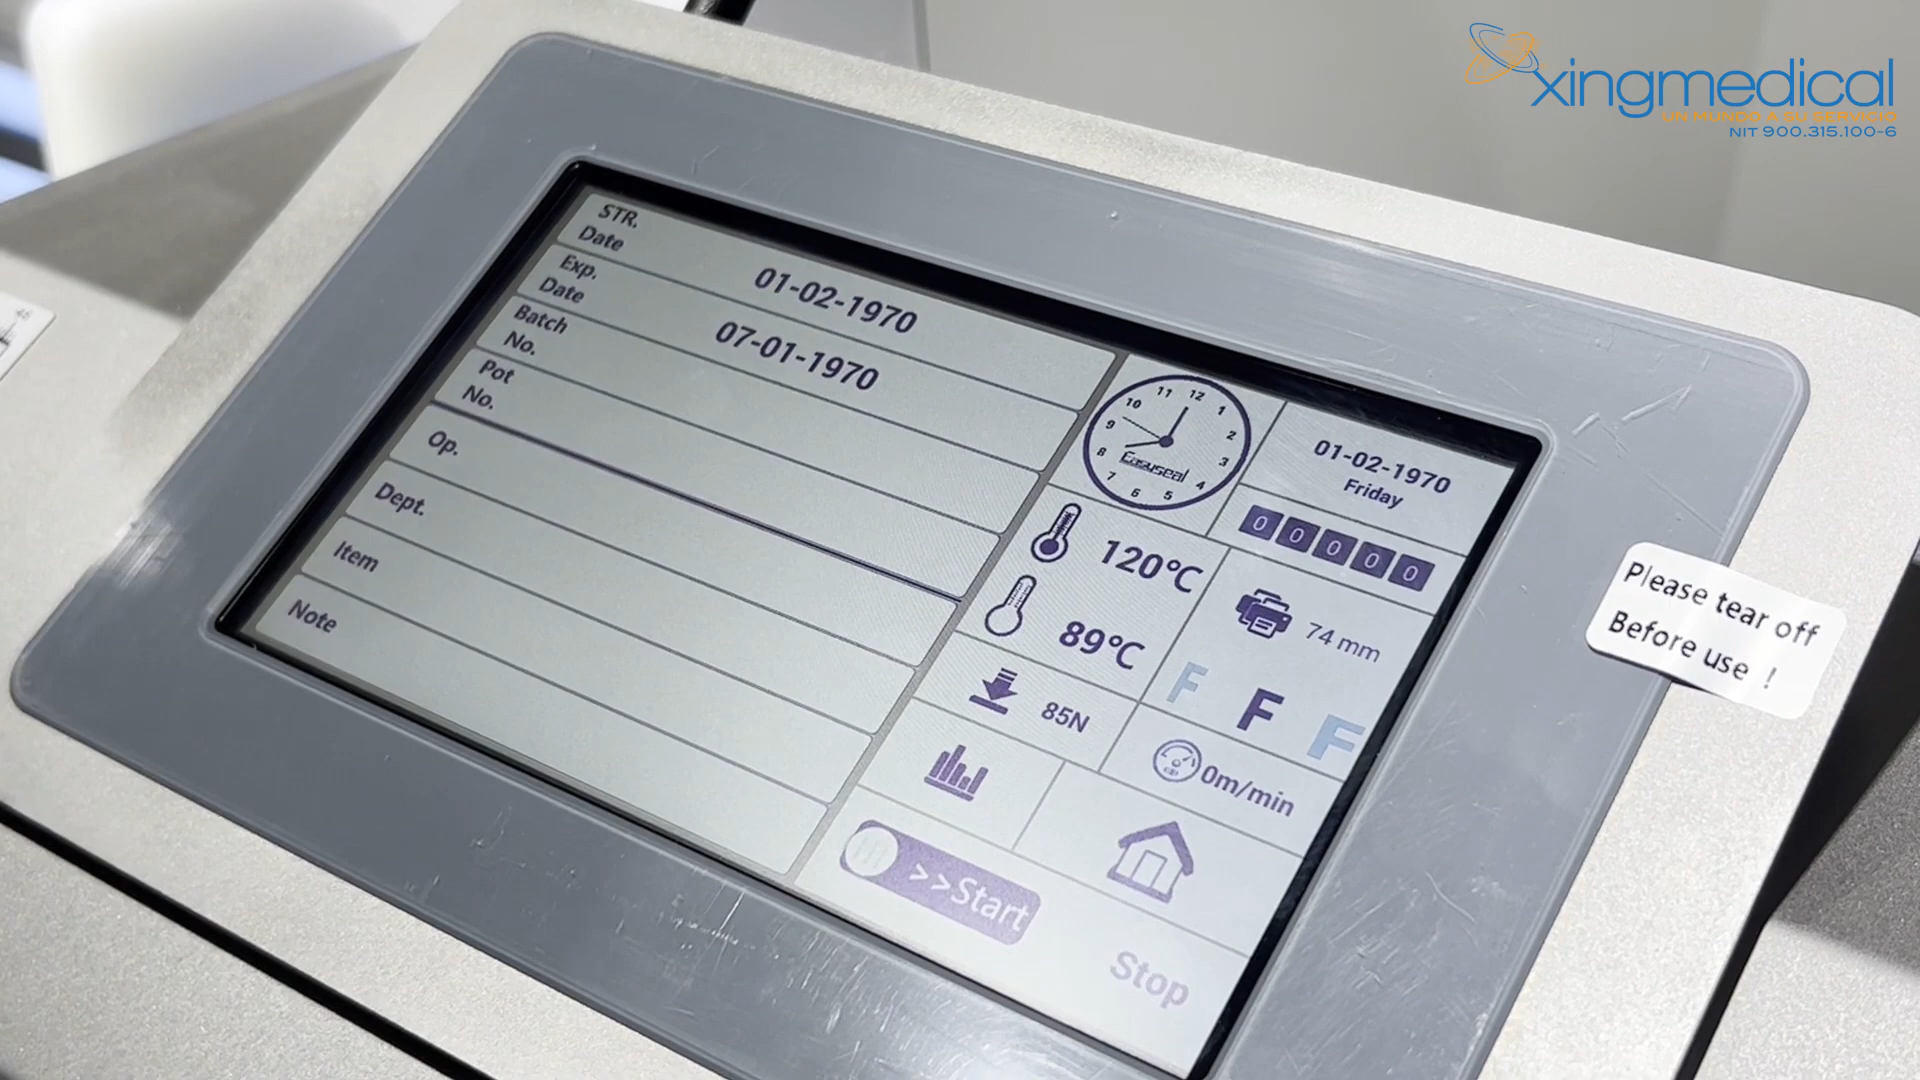 xingmedical
UN MUNDO A SU SERVICIO
NIT 900.315.100-6
STR.
Date
01-02-1970
Exp.
Date
07-01-1970
Batch
No.
Pot
No.
Op.
Dept.
Item
Note
11 12 1
10 2
9 3
8 4
7 6 5
Easyseal
01-02-1970
Friday
0 0 0 0 0
120°C
89°C
74 mm
F F F
85N
0m/min
>>Start
Stop
Please tear off
Before use !